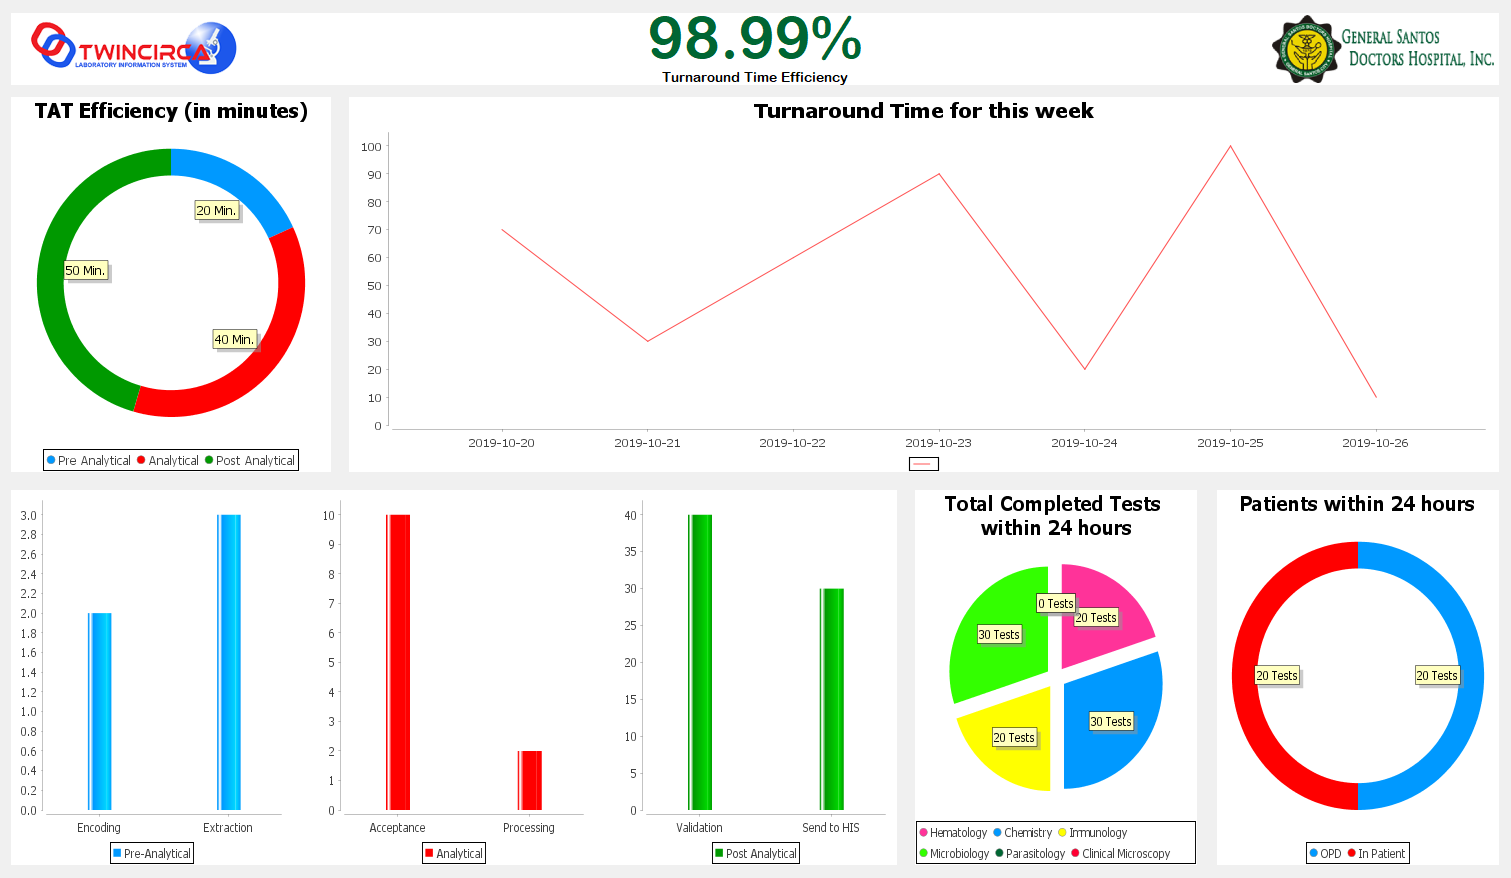 TWINCIRCA
LABORATORY INFORMATION SYSTEM
98.99%
Turnaround Time Efficiency
GENERAL SANTOS
DOCTORS HOSPITAL, INC.
TAT Efficiency (in minutes)
20 Min.
50 Min.
40 Min.
Pre Analytical Analytical Post Analytical
Turnaround Time for this week
100
90
80
70
60
50
40
30
20
10
0
2019-10-20 2019-10-21 2019-10-22 2019-10-23 2019-10-24 2019-10-25 2019-10-26
3.0
2.8
2.6
2.4
2.2
2.0
1.8
1.6
1.4
1.2
1.0
0.8
0.6
0.4
0.2
0.0
Encoding Extraction
Pre-Analytical
10
9
8
7
6
5
4
3
2
1
0
Acceptance Processing
Analytical
40
35
30
25
20
15
10
5
0
Validation Send to HIS
Post Analytical
Total Completed Tests
within 24 hours
0 Tests
20 Tests
30 Tests
30 Tests
20 Tests
Hematology Chemistry Immunology
Microbiology Parasitology Clinical Microscopy
Patients within 24 hours
20 Tests 20 Tests
OPD In Patient